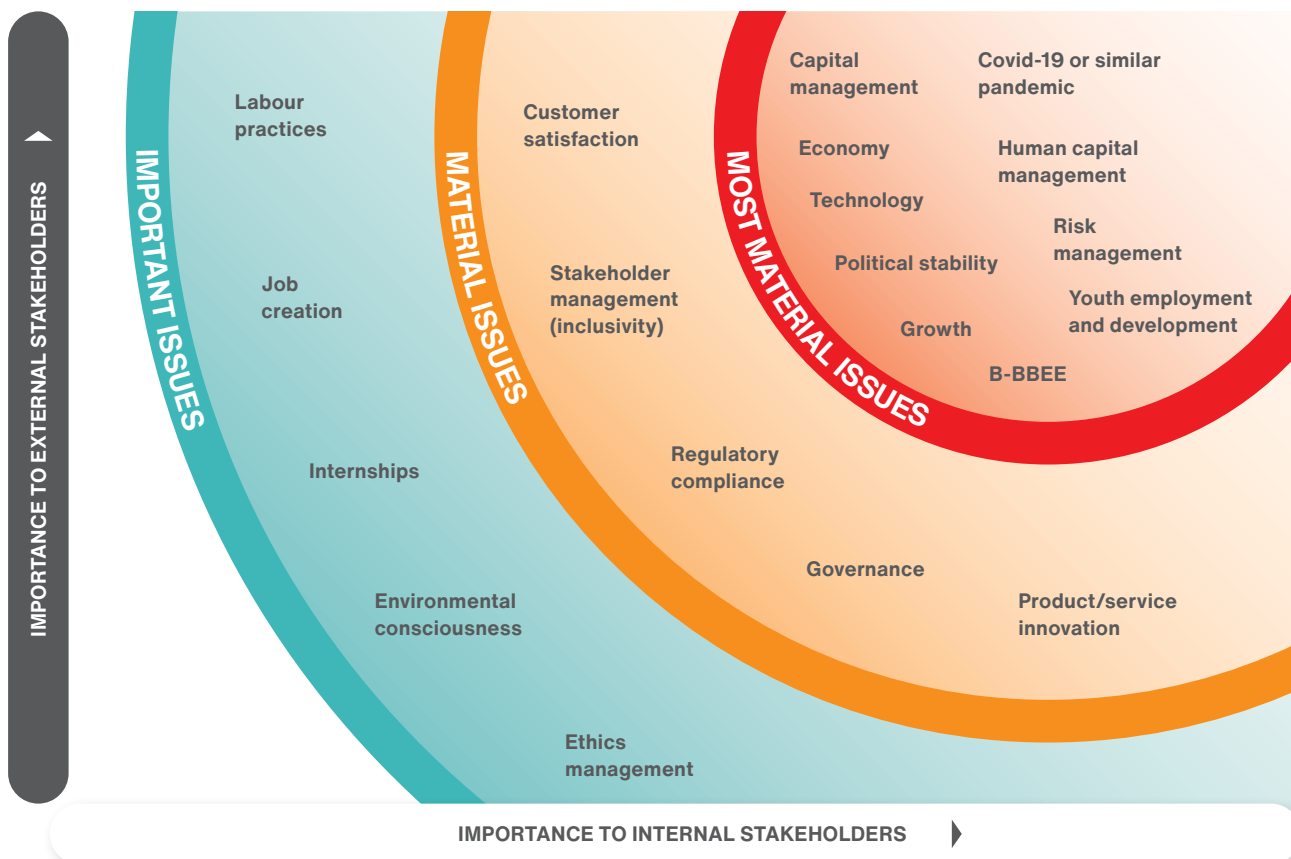 IMPORTANCE TO EXTERNAL STAKEHOLDERS
IMPORTANT ISSUES
Labour
practices
Job
creation
Internships
Environmental
consciousness
Ethics
management
MATERIAL ISSUES
Customer
satisfaction
Stakeholder
management
(inclusivity)
Regulatory
compliance
Governance
Product/service
innovation
MOST MATERIAL ISSUES
Capital
management
Covid-19 or similar
pandemic
Economy
Human capital
management
Technology
Risk
management
Political stability
Youth employment
and development
Growth
B-BBEE
IMPORTANCE TO INTERNAL STAKEHOLDERS